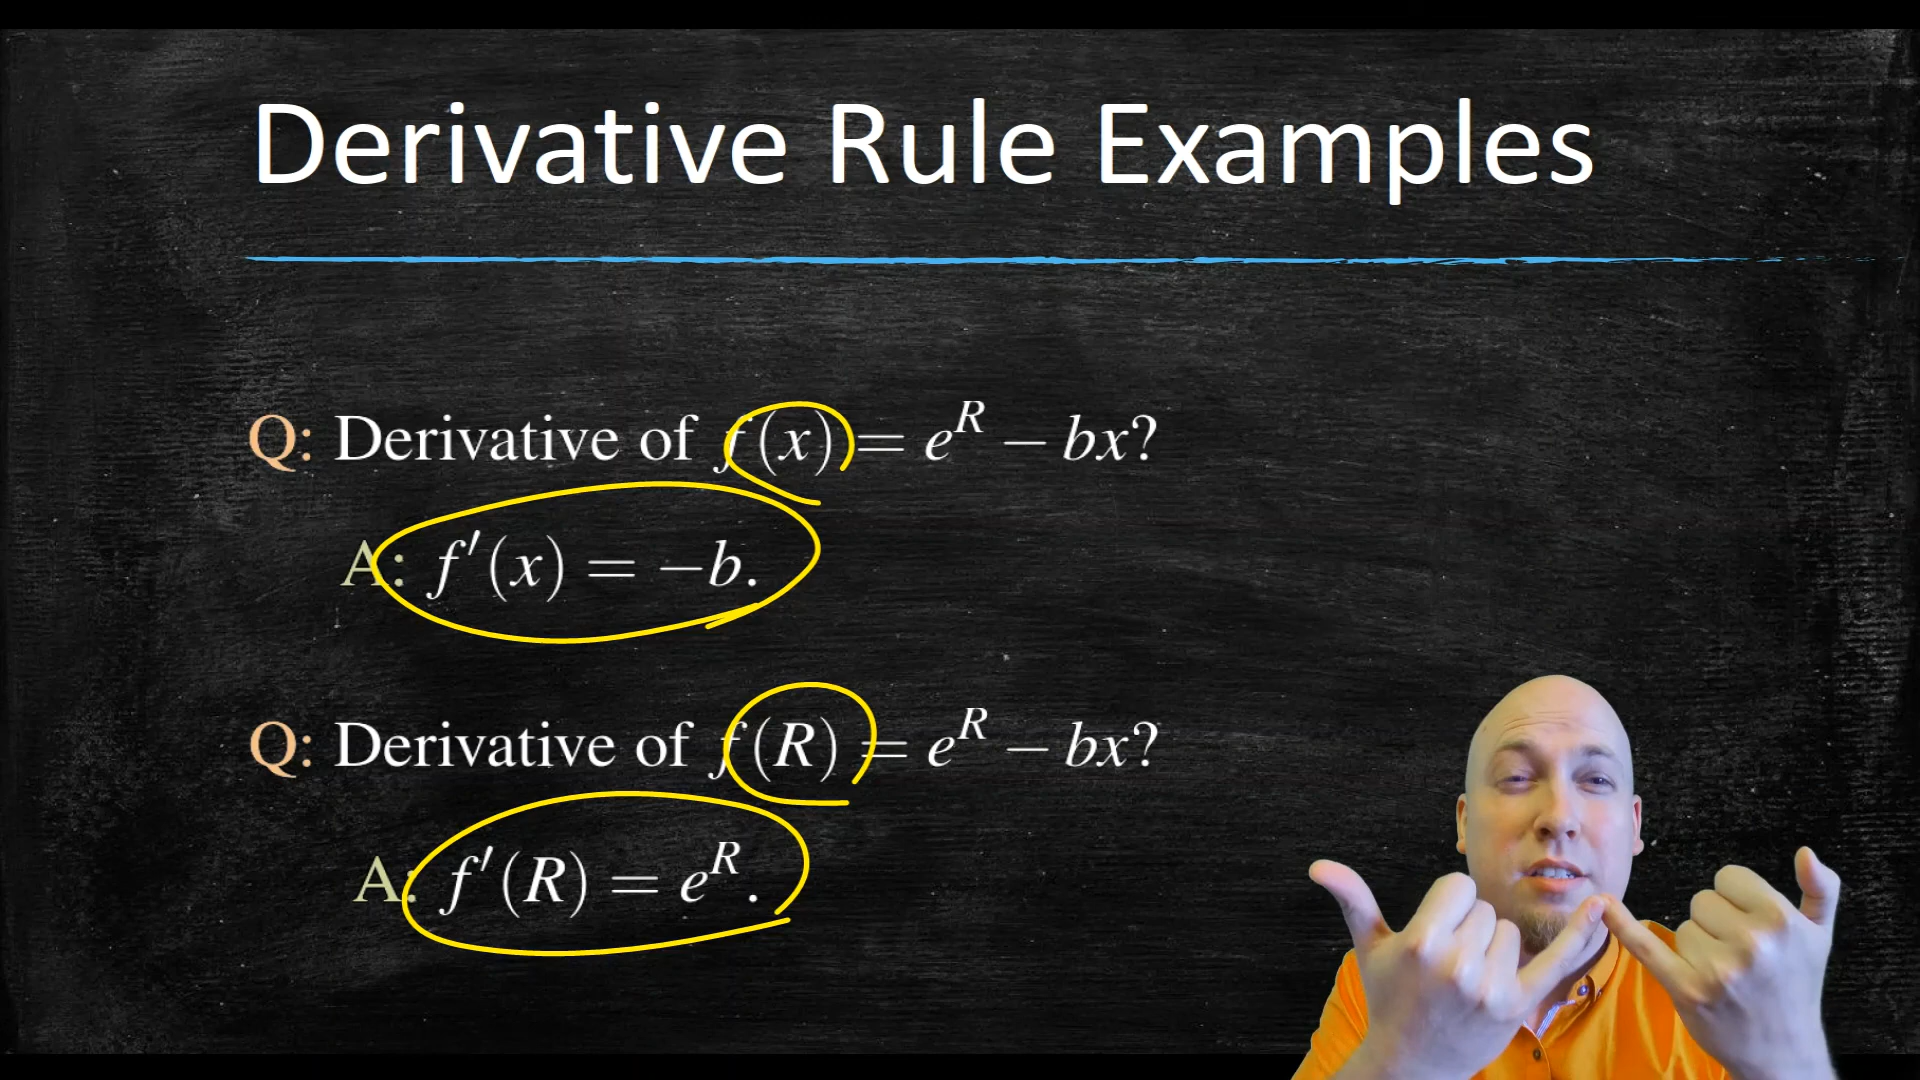 Derivative Rule Examples
Q: Derivative of f(x) = e^R − bx?
A: f′(x) = −b.
Q: Derivative of f(R) = e^R − bx?
A: f′(R) = e^R.